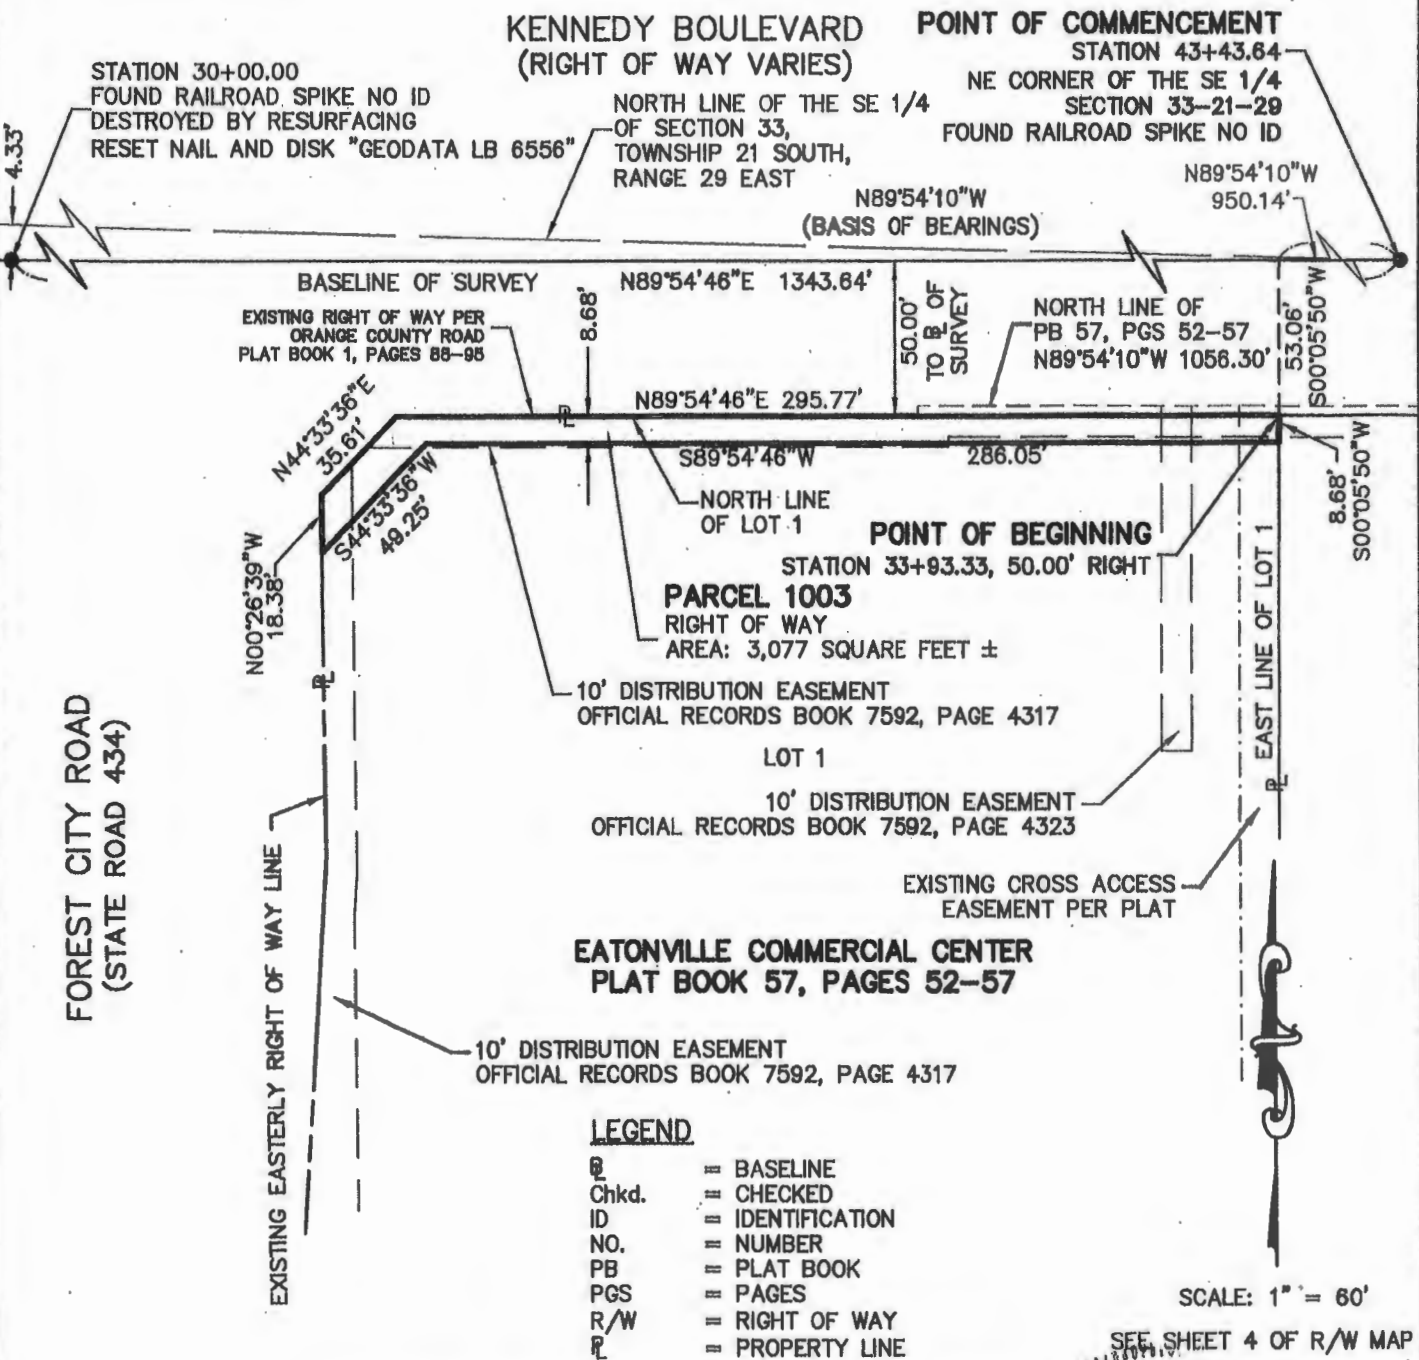 KENNEDY BOULEVARD
(RIGHT OF WAY VARIES)
POINT OF COMMENCEMENT
STATION 43+43.64
NE CORNER OF THE SE 1/4
SECTION 33-21-29
FOUND RAILROAD SPIKE NO ID
STATION 30+00.00
FOUND RAILROAD SPIKE NO ID
DESTROYED BY RESURFACING
RESET NAIL AND DISK "GEODATA LB 6556"
NORTH LINE OF THE SE 1/4
OF SECTION 33,
TOWNSHIP 21 SOUTH,
RANGE 29 EAST
4.33'
N89°54'10"W
(BASIS OF BEARINGS)
N89°54'10"W
950.14'
BASELINE OF SURVEY
N89°54'46"E 1343.64'
EXISTING RIGHT OF WAY PER
ORANGE COUNTY ROAD
PLAT BOOK 1, PAGES 88-98
8.68'
50.00'
TO BL OF
SURVEY
NORTH LINE OF
PB 57, PGS 52-57
N89°54'10"W 1056.30'
53.06'
S00°05'50"W
N44°33'36"E
35.61'
N89°54'46"E 295.77'
PL
S89°54'46"W
286.05'
S44°33'36"W
49.25'
NORTH LINE
OF LOT 1
8.68'
S00°05'50"W
POINT OF BEGINNING
STATION 33+93.33, 50.00' RIGHT
N00°26'39"W
18.38'
PARCEL 1003
RIGHT OF WAY
AREA: 3,077 SQUARE FEET ±
PL
10' DISTRIBUTION EASEMENT
OFFICIAL RECORDS BOOK 7592, PAGE 4317
LOT 1
EAST LINE OF LOT 1
PL
10' DISTRIBUTION EASEMENT
OFFICIAL RECORDS BOOK 7592, PAGE 4323
FOREST CITY ROAD
(STATE ROAD 434)
EXISTING EASTERLY RIGHT OF WAY LINE
EXISTING CROSS ACCESS
EASEMENT PER PLAT
EATONVILLE COMMERCIAL CENTER
PLAT BOOK 57, PAGES 52-57
10' DISTRIBUTION EASEMENT
OFFICIAL RECORDS BOOK 7592, PAGE 4317
LEGEND
BL = BASELINE
Chkd. = CHECKED
ID = IDENTIFICATION
NO. = NUMBER
PB = PLAT BOOK
PGS = PAGES
R/W = RIGHT OF WAY
PL = PROPERTY LINE
SCALE: 1" = 60'
SEE SHEET 4 OF R/W MAP